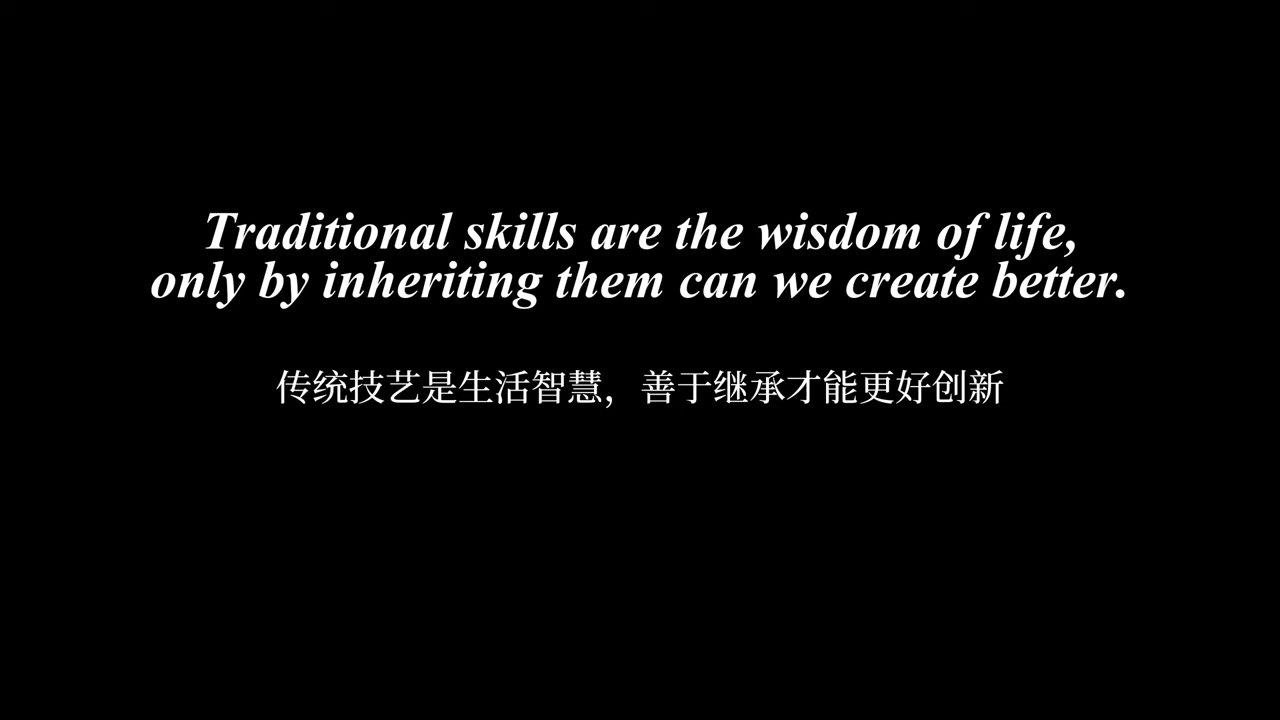 Traditional skills are the wisdom of life,
only by inheriting them can we create better.
传统技艺是生活智慧，善于继承才能更好创新